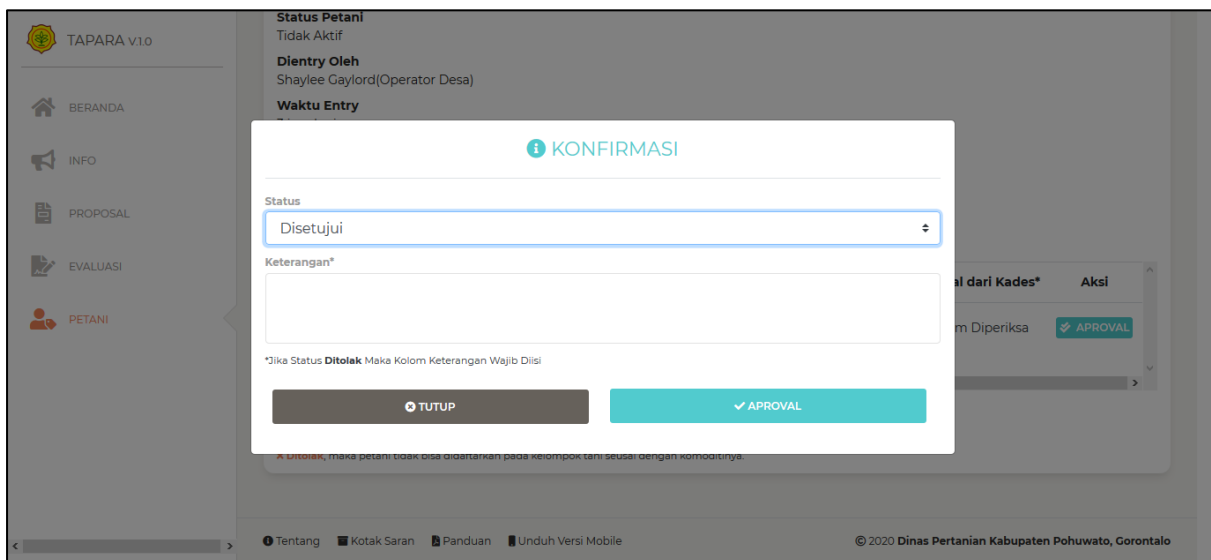 TAPARA V.1.0
BERANDA
INFO
PROPOSAL
EVALUASI
PETANI
Status Petani
Tidak Aktif
Dientry Oleh
Shaylee Gaylord(Operator Desa)
Waktu Entry
KONFIRMASI
Status
Disetujui
Keterangan*
*Jika Status Ditolak Maka Kolom Keterangan Wajib Diisi
TUTUP
APROVAL
dari Kades*
Aksi
Diperiksa
APROVAL
Ditolak, maka petani tidak bisa didaftarkan pada kelompok tani seusai dengan komoditinya.
Tentang Kotak Saran Panduan Unduh Versi Mobile
© 2020 Dinas Pertanian Kabupaten Pohuwato, Gorontalo